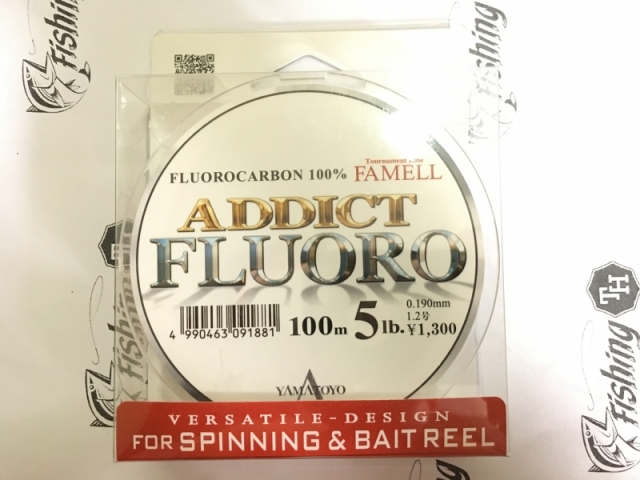 Fishing
Fishing
FLUOROCARBON 100%
Tournament Line
FAMELL
ADDICT
FLUORO
4 990463 091881
100m 5lb.
0.190mm
1.2号
¥1,300
YAMATOYO
VERSATILE-DESIGN
FOR SPINNING & BAIT REEL
TH
Fishing
Fishing